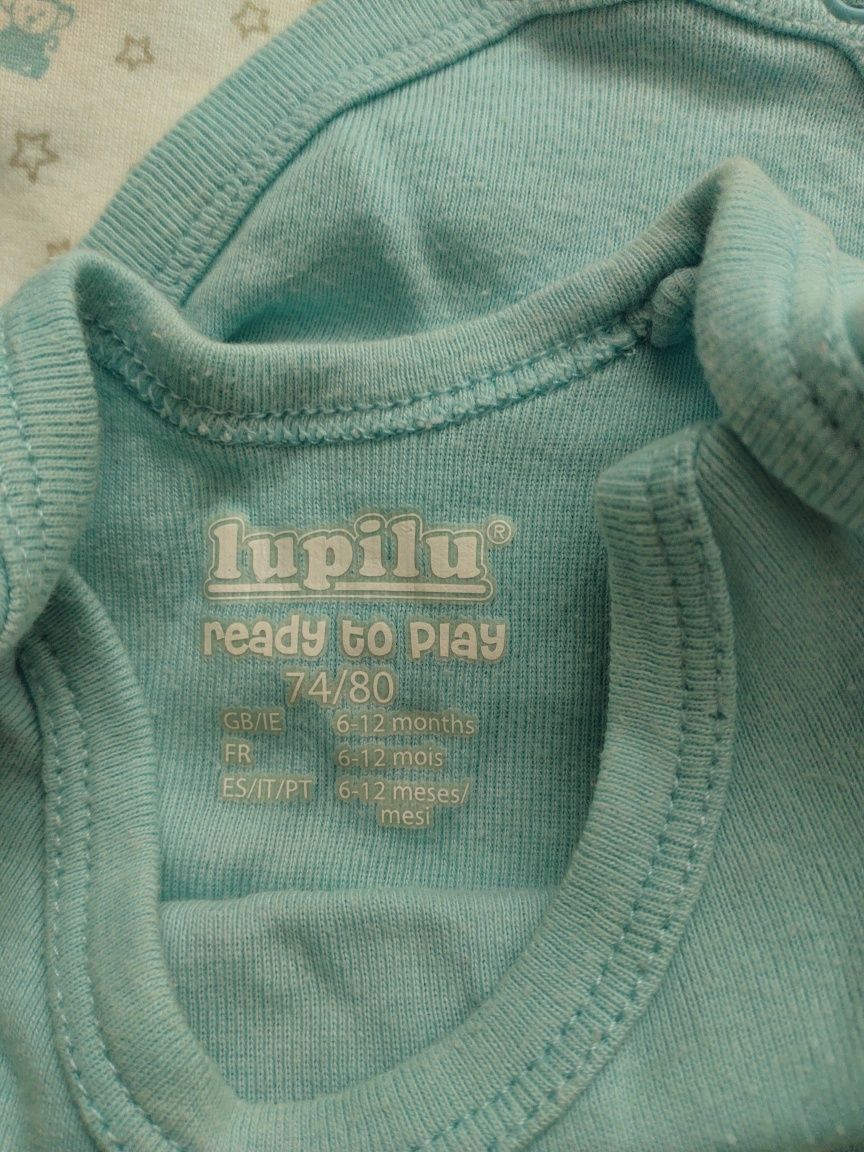 lupilu®
ready to play
74/80
GB/IE 6-12 months
FR 6-12 mois
ES/IT/PT 6-12 meses/
mesi